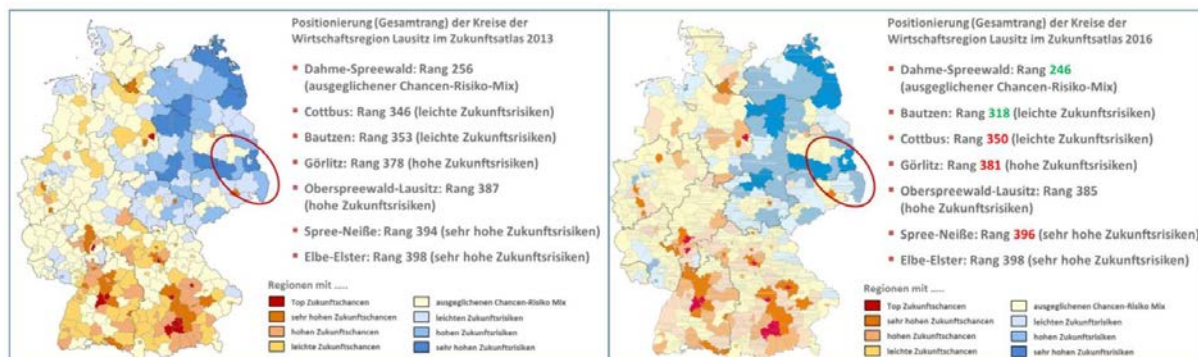 Positionierung (Gesamtrang) der Kreise der
Wirtschaftsregion Lausitz im Zukunftsatlas 2013
Dahme-Spreewald: Rang 256
(ausgeglichener Chancen-Risiko-Mix)
Cottbus: Rang 346 (leichte Zukunftsrisiken)
Bautzen: Rang 353 (leichte Zukunftsrisiken)
Görlitz: Rang 378 (hohe Zukunftsrisiken)
Oberspreewald-Lausitz: Rang 387
(hohe Zukunftsrisiken)
Spree-Neiße: Rang 394 (sehr hohe Zukunftsrisiken)
Elbe-Elster: Rang 398 (sehr hohe Zukunftsrisiken)
Regionen mit .....
Top Zukunftschancen
sehr hohen Zukunftschancen
hohen Zukunftschancen
leichte Zukunftschancen
ausgeglichenen Chancen-Risiko Mix
leichten Zukunftsrisiken
hohen Zukunftsrisiken
sehr hohen Zukunftsrisiken
Positionierung (Gesamtrang) der Kreise der
Wirtschaftsregion Lausitz im Zukunftsatlas 2016
Dahme-Spreewald: Rang 246
(ausgeglichener Chancen-Risiko-Mix)
Bautzen: Rang 318 (leichte Zukunftsrisiken)
Cottbus: Rang 350 (leichte Zukunftsrisiken)
Görlitz: Rang 381 (hohe Zukunftsrisiken)
Oberspreewald-Lausitz: Rang 385
(hohe Zukunftsrisiken)
Spree-Neiße: Rang 396 (sehr hohe Zukunftsrisiken)
Elbe-Elster: Rang 398 (sehr hohe Zukunftsrisiken)
Regionen mit .....
Top Zukunftschancen
sehr hohen Zukunftschancen
hohen Zukunftschancen
leichte Zukunftschancen
ausgeglichenen Chancen-Risiko Mix
leichten Zukunftsrisiken
hohen Zukunftsrisiken
sehr hohen Zukunftsrisiken